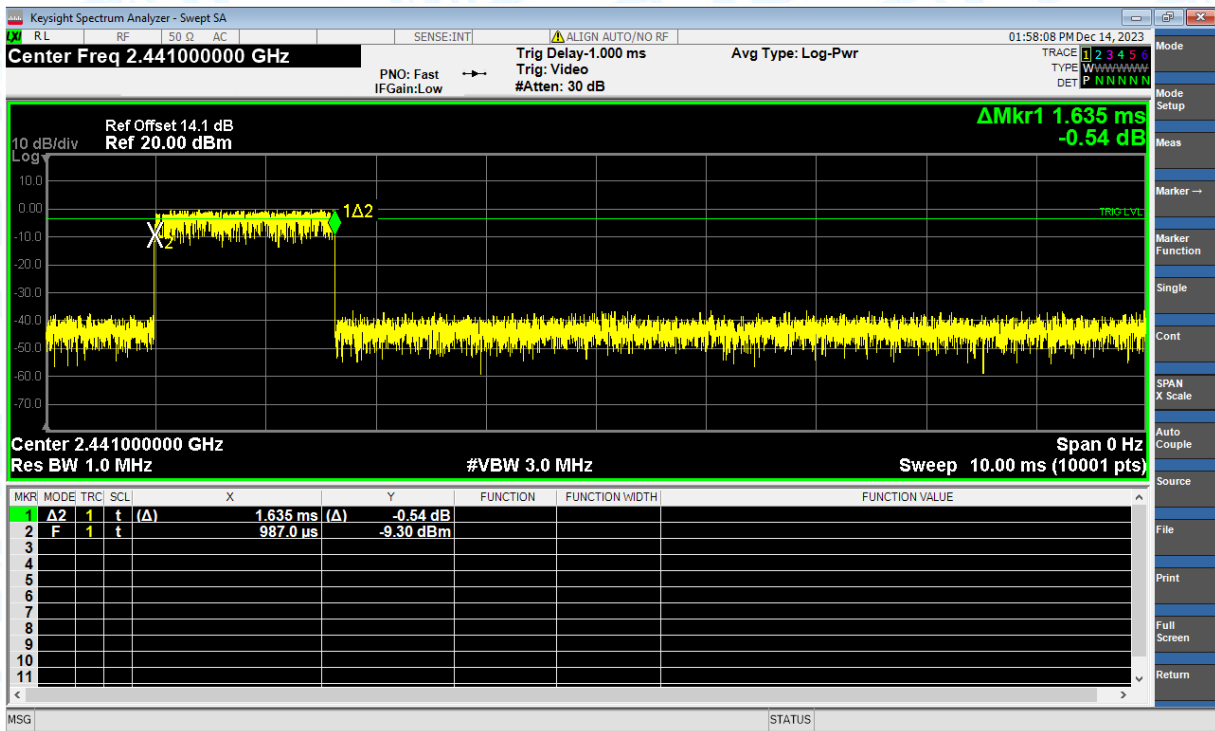 Keysight Spectrum Analyzer - Swept SA
LXI RL RF 50 Ω AC SENSE:INT ALIGN AUTO/NO RF 01:58:08 PM Dec 14, 2023
Center Freq 2.441000000 GHz
PNO: Fast
IFGain:Low
Trig Delay-1.000 ms
Trig: Video
#Atten: 30 dB
Avg Type: Log-Pwr
TRACE 1 2 3 4 5 6
TYPE WWWWWW
DET P N N N N N
ΔMkr1 1.635 ms
-0.54 dB
Ref Offset 14.1 dB
10 dB/div Ref 20.00 dBm
Log
10.0
0.00
-10.0
-20.0
-30.0
-40.0
-50.0
-60.0
-70.0
1Δ2
2
TRIG LVL
Center 2.441000000 GHz Span 0 Hz
Res BW 1.0 MHz #VBW 3.0 MHz Sweep 10.00 ms (10001 pts)
MKR MODE TRC SCL X Y FUNCTION FUNCTION WIDTH FUNCTION VALUE
1 Δ2 1 t (Δ) 1.635 ms (Δ) -0.54 dB
2 F 1 t 987.0 µs -9.30 dBm
3
4
5
6
7
8
9
10
11
MSG STATUS
Mode
Mode Setup
Meas
Marker →
Marker Function
Single
Cont
SPAN X Scale
Auto Couple
Source
File
Print
Full Screen
Return